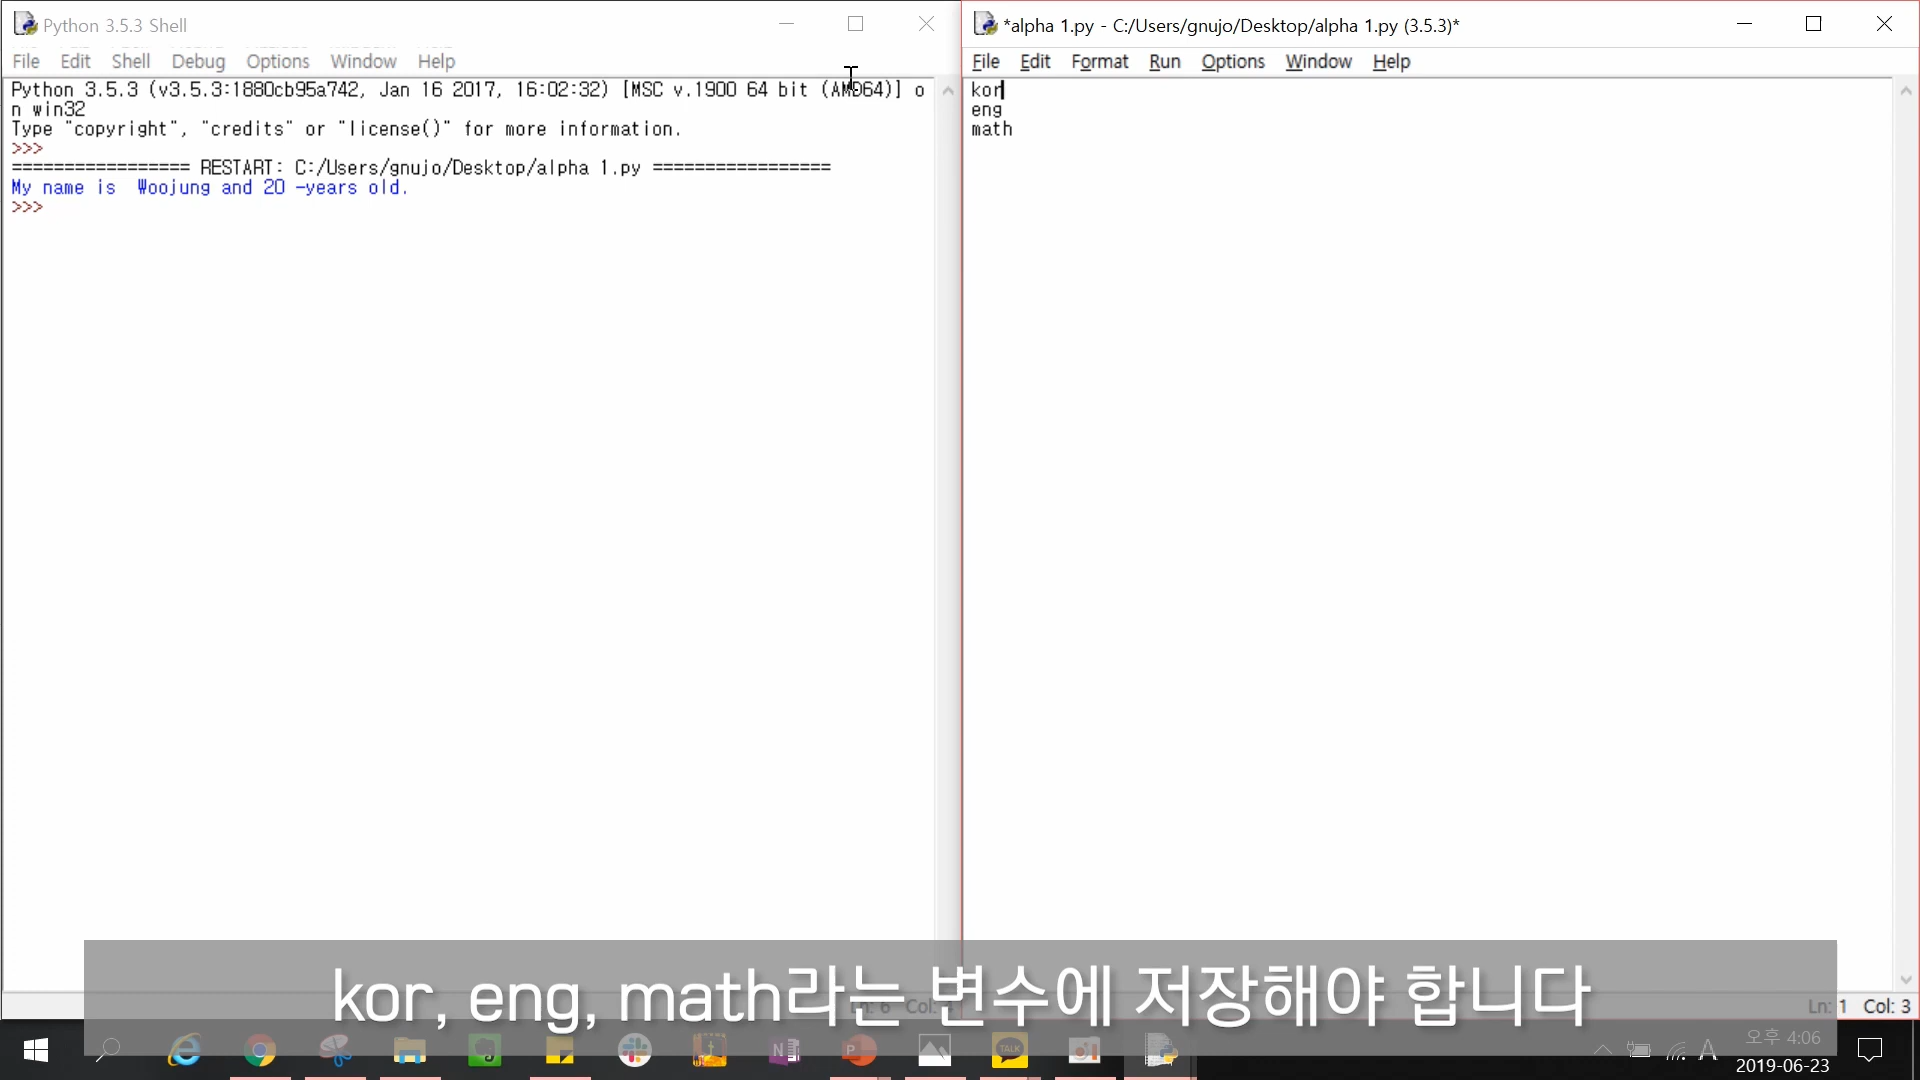 Python 3.5.3 Shell
File Edit Shell Debug Options Window Help
Python 3.5.3 (v3.5.3:1880cb95a742, Jan 16 2017, 16:02:32) [MSC v.1900 64 bit (AMD64)] o
n win32
Type "copyright", "credits" or "license()" for more information.
>>>
================= RESTART: C:/Users/gnujo/Desktop/alpha 1.py =================
My name is  Woojung and 20 -years old.
>>>
*alpha 1.py - C:/Users/gnujo/Desktop/alpha 1.py (3.5.3)*
File Edit Format Run Options Window Help
kor
eng
math
kor, eng, math라는 변수에 저장해야 합니다
Ln: 6 Col:
Ln: 1 Col: 3
TALK
A
오후 4:06
2019-06-23